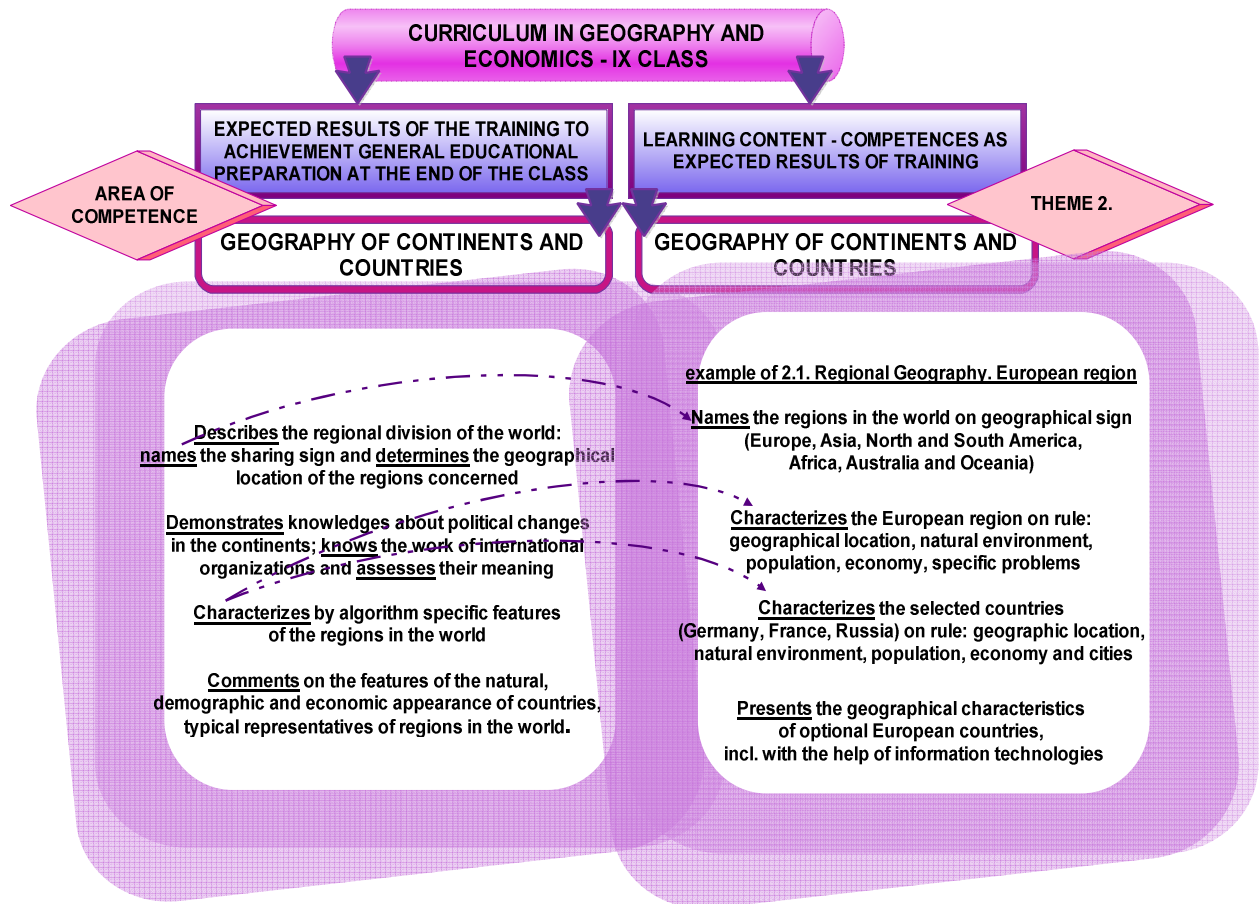 CURRICULUM IN GEOGRAPHY AND
ECONOMICS - IX CLASS
EXPECTED RESULTS OF THE TRAINING TO
ACHIEVEMENT GENERAL EDUCATIONAL
PREPARATION AT THE END OF THE CLASS
LEARNING CONTENT - COMPETENCES AS
EXPECTED RESULTS OF TRAINING
AREA OF
COMPETENCE
THEME 2.
GEOGRAPHY OF CONTINENTS AND
COUNTRIES
GEOGRAPHY OF CONTINENTS AND
COUNTRIES
Describes the regional division of the world:
names the sharing sign and determines the geographical
location of the regions concerned
Demonstrates knowledges about political changes
in the continents; knows the work of international
organizations and assesses their meaning
Characterizes by algorithm specific features
of the regions in the world
Comments on the features of the natural,
demographic and economic appearance of countries,
typical representatives of regions in the world.
example of 2.1. Regional Geography. European region
Names the regions in the world on geographical sign
(Europe, Asia, North and South America,
Africa, Australia and Oceania)
Characterizes the European region on rule:
geographical location, natural environment,
population, economy, specific problems
Characterizes the selected countries
(Germany, France, Russia) on rule: geographic location,
natural environment, population, economy and cities
Presents the geographical characteristics
of optional European countries,
incl. with the help of information technologies